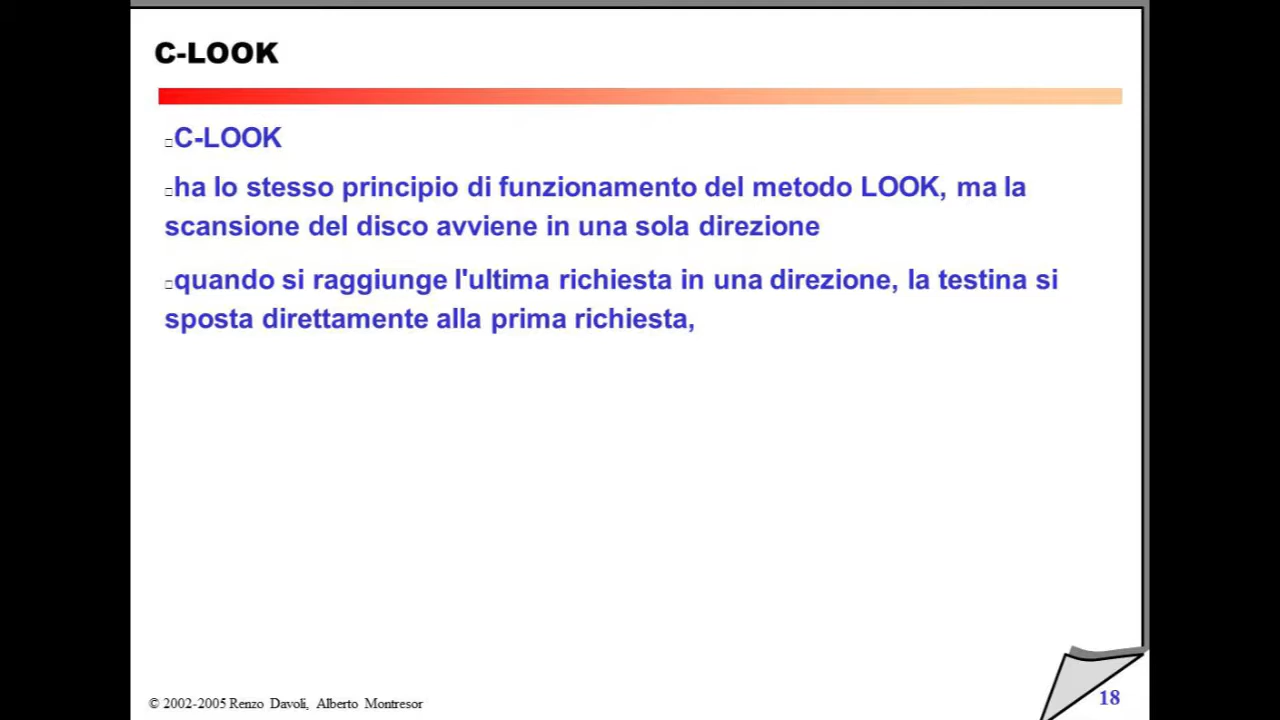 C-LOOK
C-LOOK
ha lo stesso principio di funzionamento del metodo LOOK, ma la
scansione del disco avviene in una sola direzione
quando si raggiunge l'ultima richiesta in una direzione, la testina si
sposta direttamente alla prima richiesta,
© 2002-2005 Renzo Davoli, Alberto Montresor
18